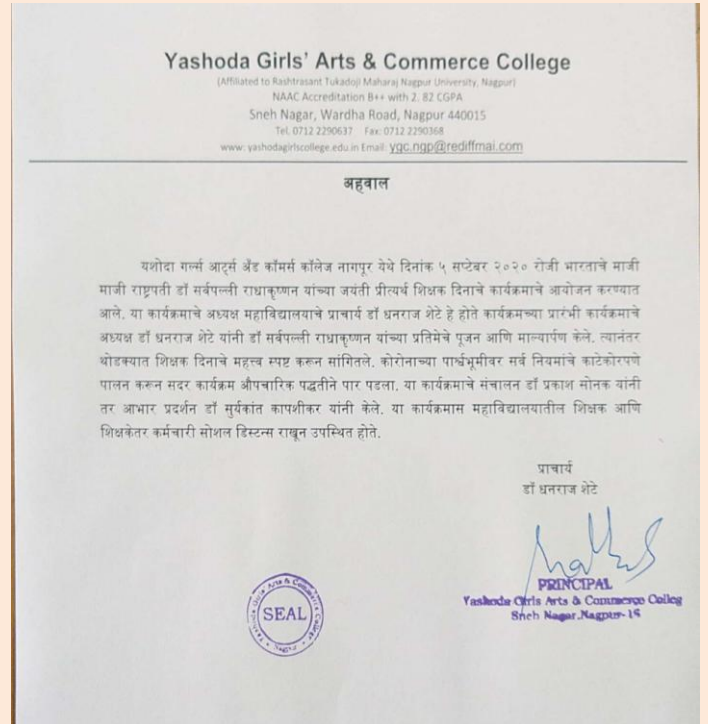 Yashoda Girls' Arts & Commerce College
(Affiliated to Rashtrasant Tukadoji Maharaj Nagpur University, Nagpur)
NAAC Accreditation B++ with 2. 82 CGPA
Sneh Nagar, Wardha Road, Nagpur 440015
Tel. 0712 2290637 Fax: 0712 2290368
www: yashodagirlscollege.edu.in Email: ygc.ngp@rediffmai.com
अहवाल
यशोदा गर्ल्स आर्ट्स अँड कॉमर्स कॉलेज नागपूर येथे दिनांक ५ सप्टेबर २०२० रोजी भारताचे माजी
माजी राष्ट्रपती डॉ सर्वपल्ली राधाकृष्णन यांच्या जयंती प्रीत्यर्थ शिक्षक दिनाचे कार्यक्रमाचे आयोजन करण्यात
आले. या कार्यक्रमाचे अध्यक्ष महाविद्यालयाचे प्राचार्य डॉ धनराज शेटे हे होते कार्यक्रमच्या प्रारंभी कार्यक्रमाचे
अध्यक्ष डॉ धनराज शेटे यांनी डॉ सर्वपल्ली राधाकृष्णन यांच्या प्रतिमेचे पूजन आणि माल्यार्पण केले. त्यानंतर
थोडक्यात शिक्षक दिनाचे महत्त्व स्पष्ट करून सांगितले. कोरोनाच्या पार्श्वभूमीवर सर्व नियमांचे काटेकोरपणे
पालन करून सदर कार्यक्रम औपचारिक पद्धतीने पार पडला. या कार्यक्रमाचे संचालन डॉ प्रकाश सोनक यांनी
तर आभार प्रदर्शन डॉ सुर्यकांत कापशीकर यांनी केले. या कार्यक्रमास महाविद्यालयातील शिक्षक आणि
शिक्षकेतर कर्मचारी सोशल डिस्टन्स राखून उपस्थित होते.
प्राचार्य
डॉ धनराज शेटे
PRINCIPAL
Yashoda Girls Arts & Commerce Colleg
Sneh Nagar.Nagpur-15
Yashoda Girls Arts & Commerce College
SEAL
Nagpur